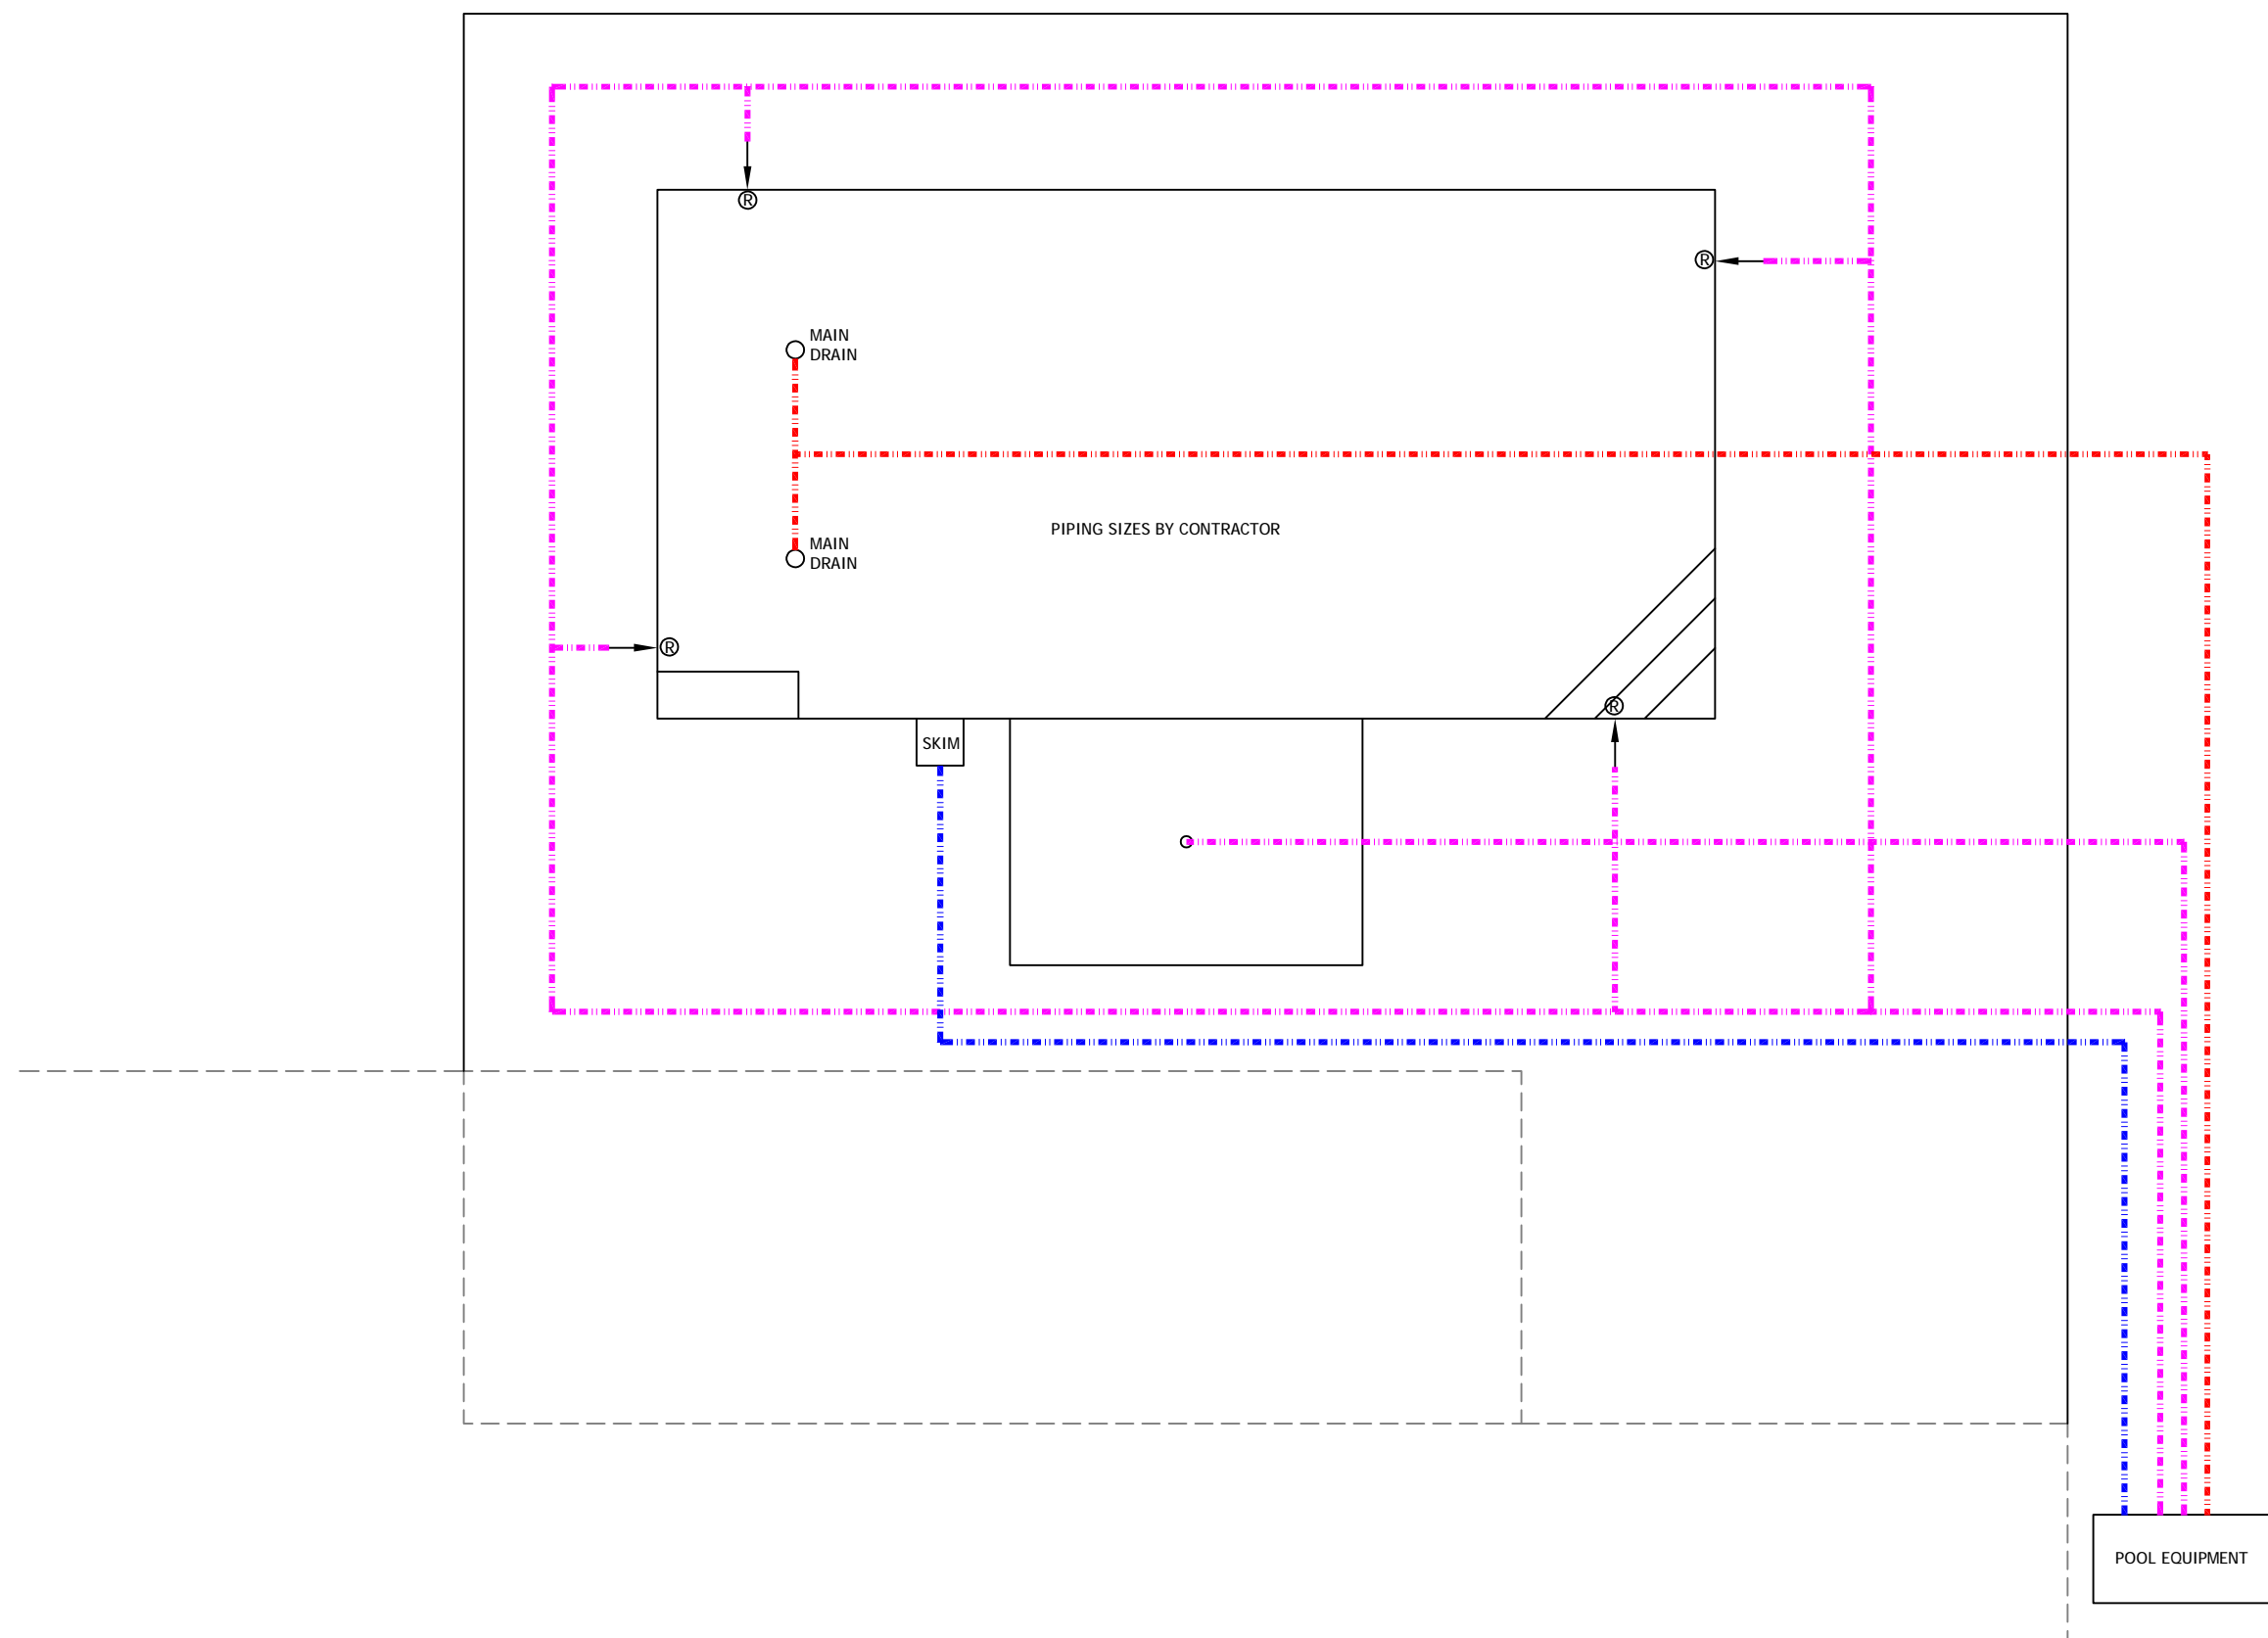 ®
®
MAIN
DRAIN
PIPING SIZES BY CONTRACTOR
MAIN
DRAIN
®
®
SKIM
POOL EQUIPMENT